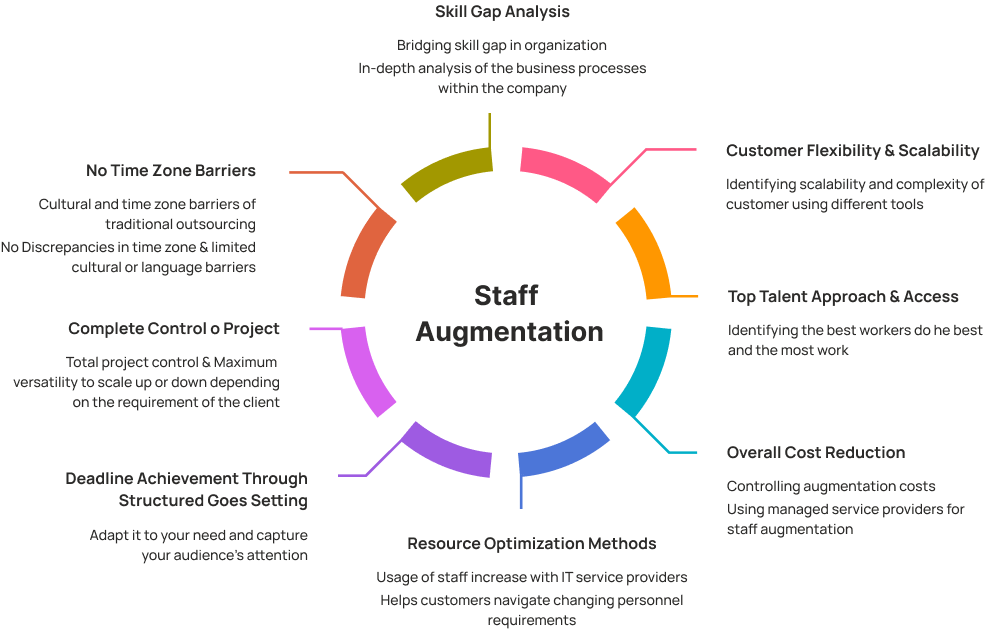 Skill Gap Analysis
Bridging skill gap in organization
In-depth analysis of the business processes
within the company
Customer Flexibility & Scalability
Identifying scalability and complexity of
customer using different tools
Top Talent Approach & Access
Identifying the best workers do he best
and the most work
Overall Cost Reduction
Controlling augmentation costs
Using managed service providers for
staff augmentation
Resource Optimization Methods
Usage of staff increase with IT service providers
Helps customers navigate changing personnel
requirements
Deadline Achievement Through
Structured Goes Setting
Adapt it to your need and capture
your audience's attention
Complete Control o Project
Total project control & Maximum
versatility to scale up or down depending
on the requirement of the client
No Time Zone Barriers
Cultural and time zone barriers of
traditional outsourcing
No Discrepancies in time zone & limited
cultural or language barriers
Staff
Augmentation